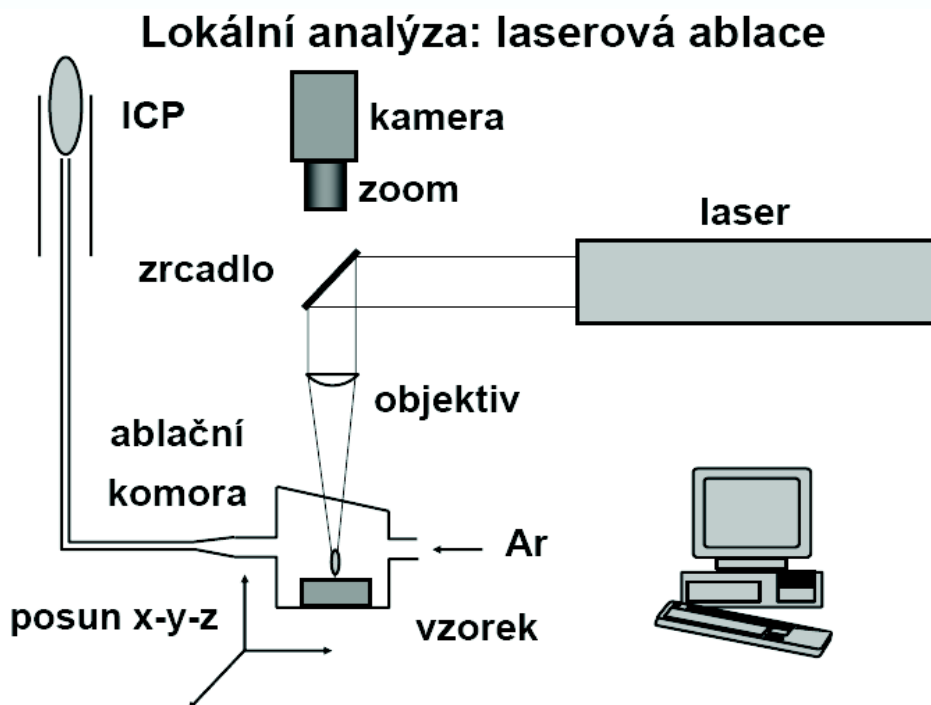 Lokální analýza: laserová ablace
ICP
kamera
zoom
laser
zrcadlo
objektiv
ablační
komora
Ar
posun x-y-z
vzorek